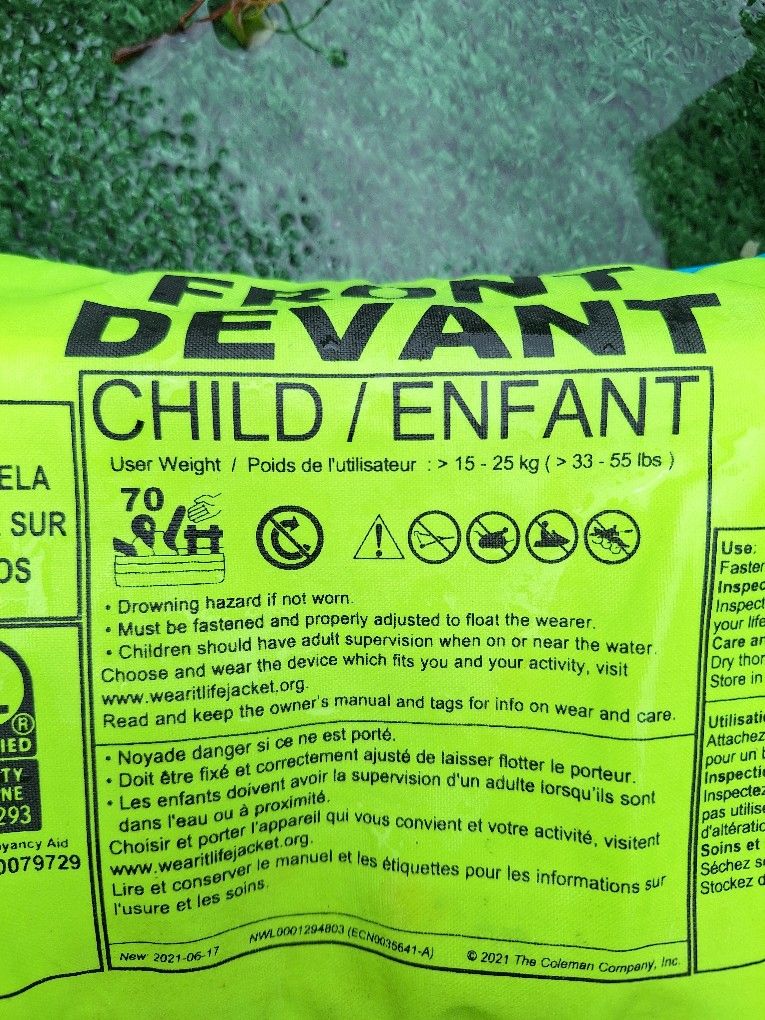 FRONT
DEVANT
CHILD / ENFANT
User Weight / Poids de l'utilisateur : > 15 - 25 kg ( > 33 - 55 lbs )
70
• Drowning hazard if not worn.
• Must be fastened and properly adjusted to float the wearer.
• Children should have adult supervision when on or near the water.
Choose and wear the device which fits you and your activity, visit
www.wearitlifejacket.org.
Read and keep the owner's manual and tags for info on wear and care.
• Noyade danger si ce ne est porté.
• Doit être fixé et correctement ajusté de laisser flotter le porteur.
• Les enfants doivent avoir la supervision d'un adulte lorsqu'ils sont
dans l'eau ou à proximité.
Choisir et porter l'appareil qui vous convient et votre activité, visitent
www.wearitlifejacket.org.
Lire et conserver le manuel et les étiquettes pour les informations sur
l'usure et les soins.
New 2021-06-17 NWL0001294803 (ECN0035641-A) © 2021 The Coleman Company, Inc.
ELA
SUR
OS
®
IED
TY
NE
293
yancy Aid
0079729
Use:
Fasten
Inspec
Inspect
your life
Care an
Dry thor
Store in
Utilisati
Attachez
pour un
Inspecti
Inspectez
pas utilise
d'altératio
Soins et
Séchez s
Stockez d